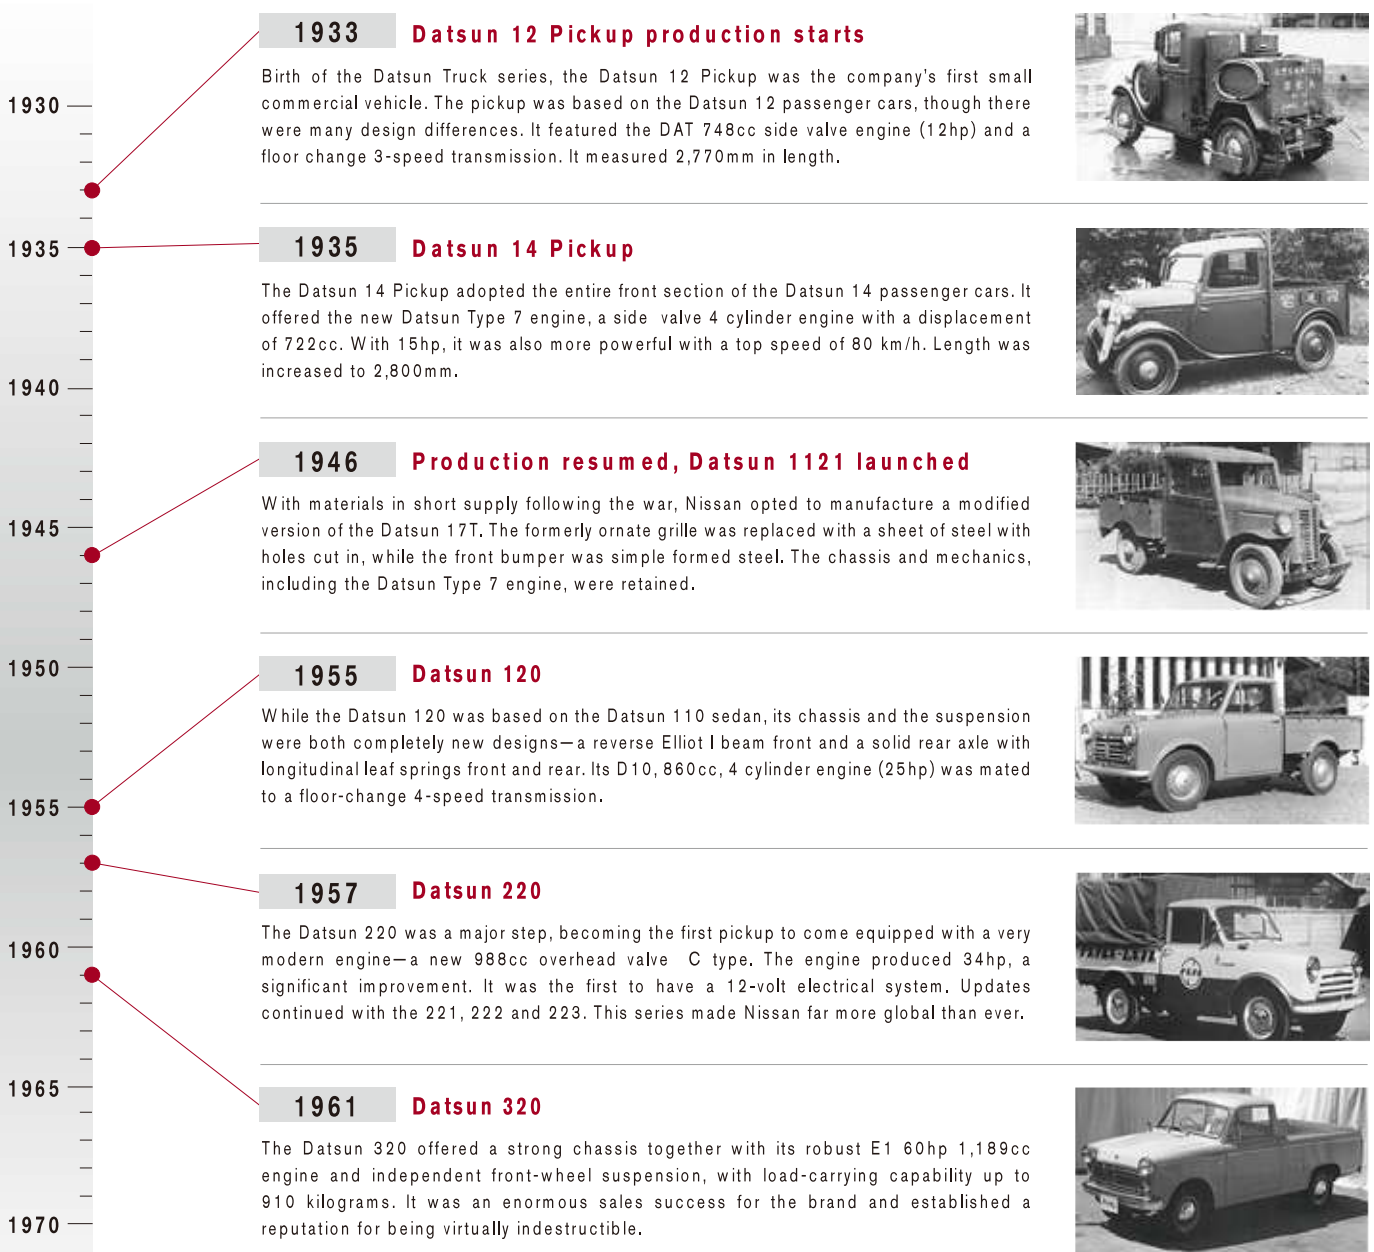 1933 Datsun 12 Pickup production starts
Birth of the Datsun Truck series, the Datsun 12 Pickup was the company's first small
commercial vehicle. The pickup was based on the Datsun 12 passenger cars, though there
were many design differences. It featured the DAT 748cc side valve engine (12hp) and a
floor change 3-speed transmission. It measured 2,770mm in length.
1930
1935
1935 Datsun 14 Pickup
The Datsun 14 Pickup adopted the entire front section of the Datsun 14 passenger cars. It
offered the new Datsun Type 7 engine, a side valve 4 cylinder engine with a displacement
of 722cc. With 15hp, it was also more powerful with a top speed of 80 km/h. Length was
increased to 2,800mm.
1940
1946 Production resumed, Datsun 1121 launched
With materials in short supply following the war, Nissan opted to manufacture a modified
version of the Datsun 17T. The formerly ornate grille was replaced with a sheet of steel with
holes cut in, while the front bumper was simple formed steel. The chassis and mechanics,
including the Datsun Type 7 engine, were retained.
1945
1950
1955 Datsun 120
While the Datsun 120 was based on the Datsun 110 sedan, its chassis and the suspension
were both completely new designs—a reverse Elliot I beam front and a solid rear axle with
longitudinal leaf springs front and rear. Its D10, 860cc, 4 cylinder engine (25hp) was mated
to a floor-change 4-speed transmission.
1955
1957 Datsun 220
The Datsun 220 was a major step, becoming the first pickup to come equipped with a very
modern engine—a new 988cc overhead valve C type. The engine produced 34hp, a
significant improvement. It was the first to have a 12-volt electrical system. Updates
continued with the 221, 222 and 223. This series made Nissan far more global than ever.
1960
1965
1961 Datsun 320
The Datsun 320 offered a strong chassis together with its robust E1 60hp 1,189cc
engine and independent front-wheel suspension, with load-carrying capability up to
910 kilograms. It was an enormous sales success for the brand and established a
reputation for being virtually indestructible.
1970